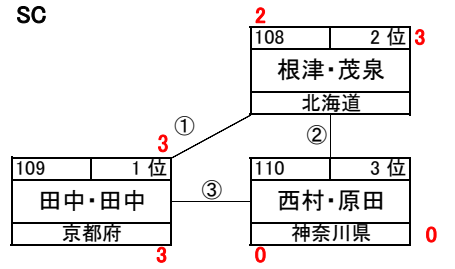 SC
2
108 2 位 3
根津・茂泉
北海道
①
②
3
109 1 位
田中・田中
京都府
3
③
110 3 位
西村・原田
神奈川県 0
0